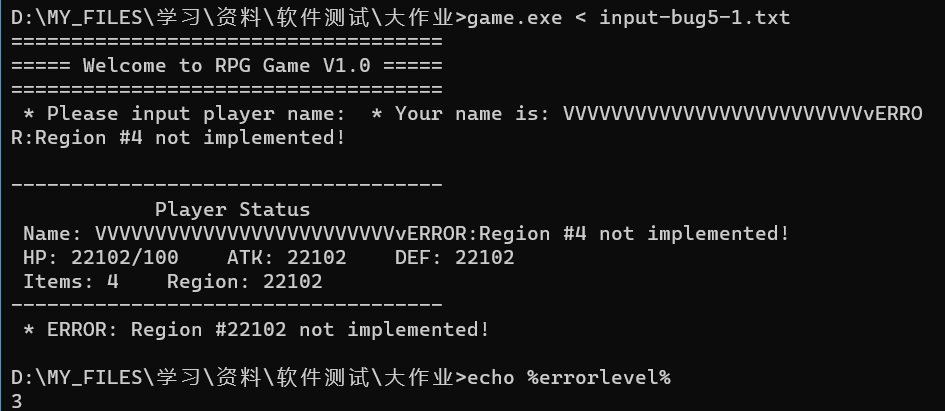 D:\MY_FILES\学习\资料\软件测试\大作业>game.exe < input-bug5-1.txt
====================================
===== Welcome to RPG Game V1.0 =====
====================================
 * Please input player name:  * Your name is: VVVVVVVVVVVVVVVVVVVVVVVVVvERRO
R:Region #4 not implemented!

------------------------------------
            Player Status
 Name: VVVVVVVVVVVVVVVVVVVVVVVVVvERROR:Region #4 not implemented!
 HP: 22102/100    ATK: 22102    DEF: 22102
 Items: 4    Region: 22102
------------------------------------
 * ERROR: Region #22102 not implemented!

D:\MY_FILES\学习\资料\软件测试\大作业>echo %errorlevel%
3